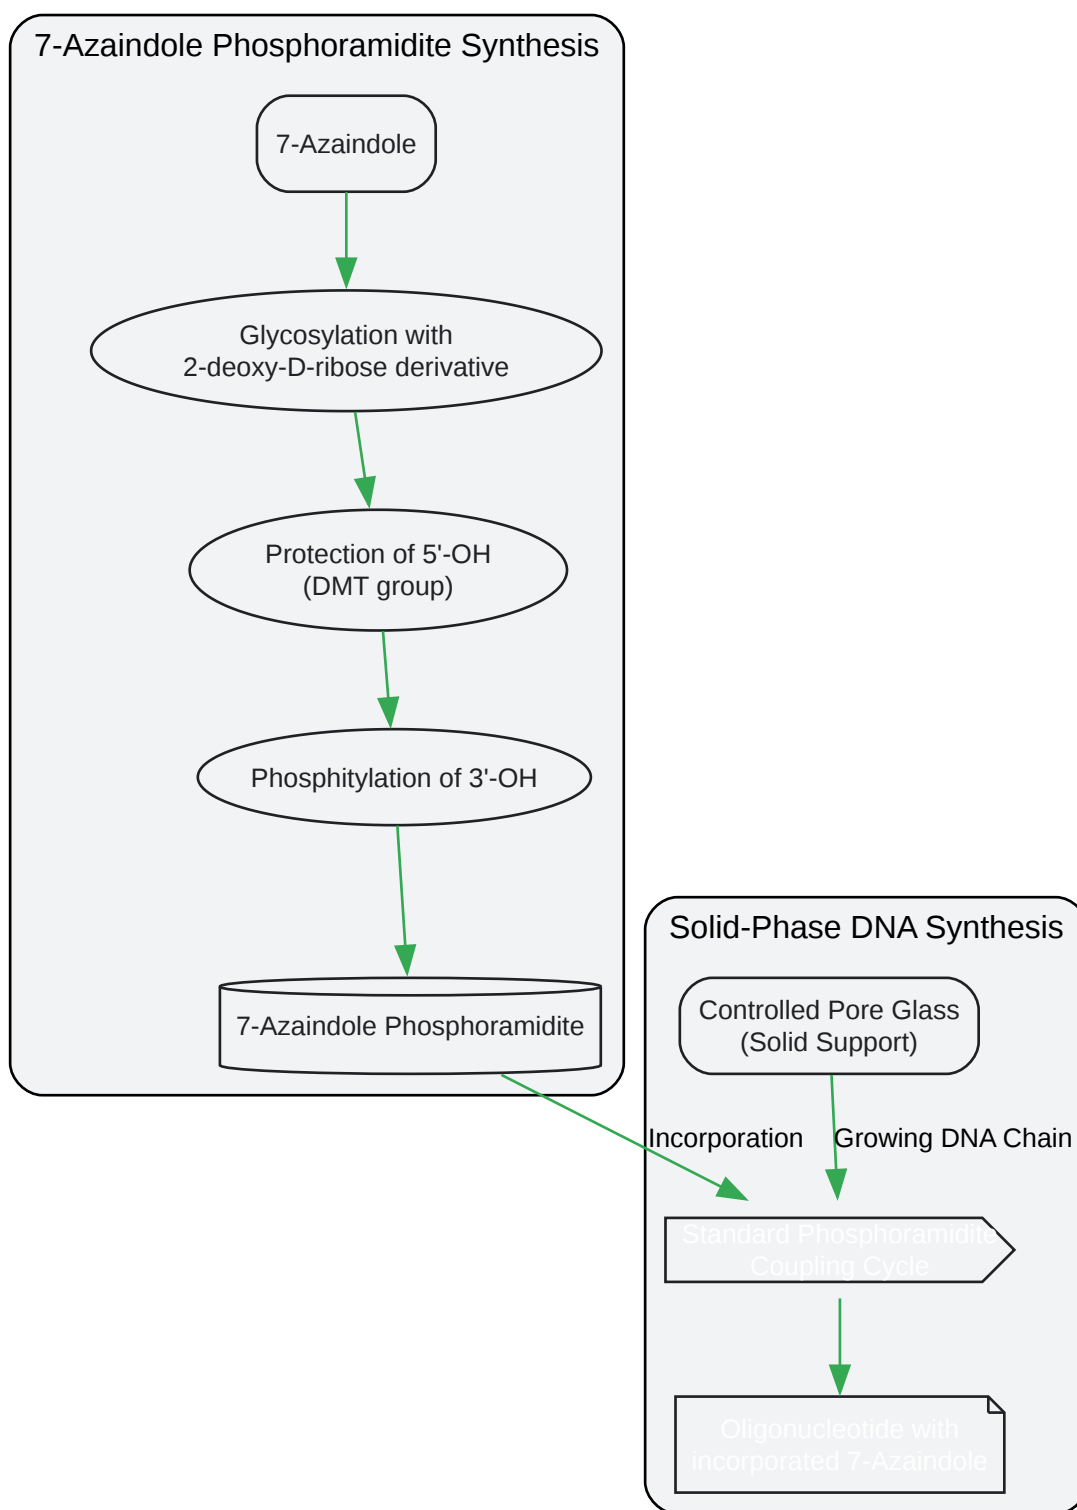 7-Azaindole Phosphoramidite Synthesis
7-Azaindole
Glycosylation with
2-deoxy-D-ribose derivative
Protection of 5'-OH
(DMT group)
Phosphitylation of 3'-OH
7-Azaindole Phosphoramidite
Solid-Phase DNA Synthesis
Controlled Pore Glass
(Solid Support)
Incorporation
Growing DNA Chain
Standard Phosphoramidite
Coupling Cycle
Oligonucleotide with
incorporated 7-Azaindole